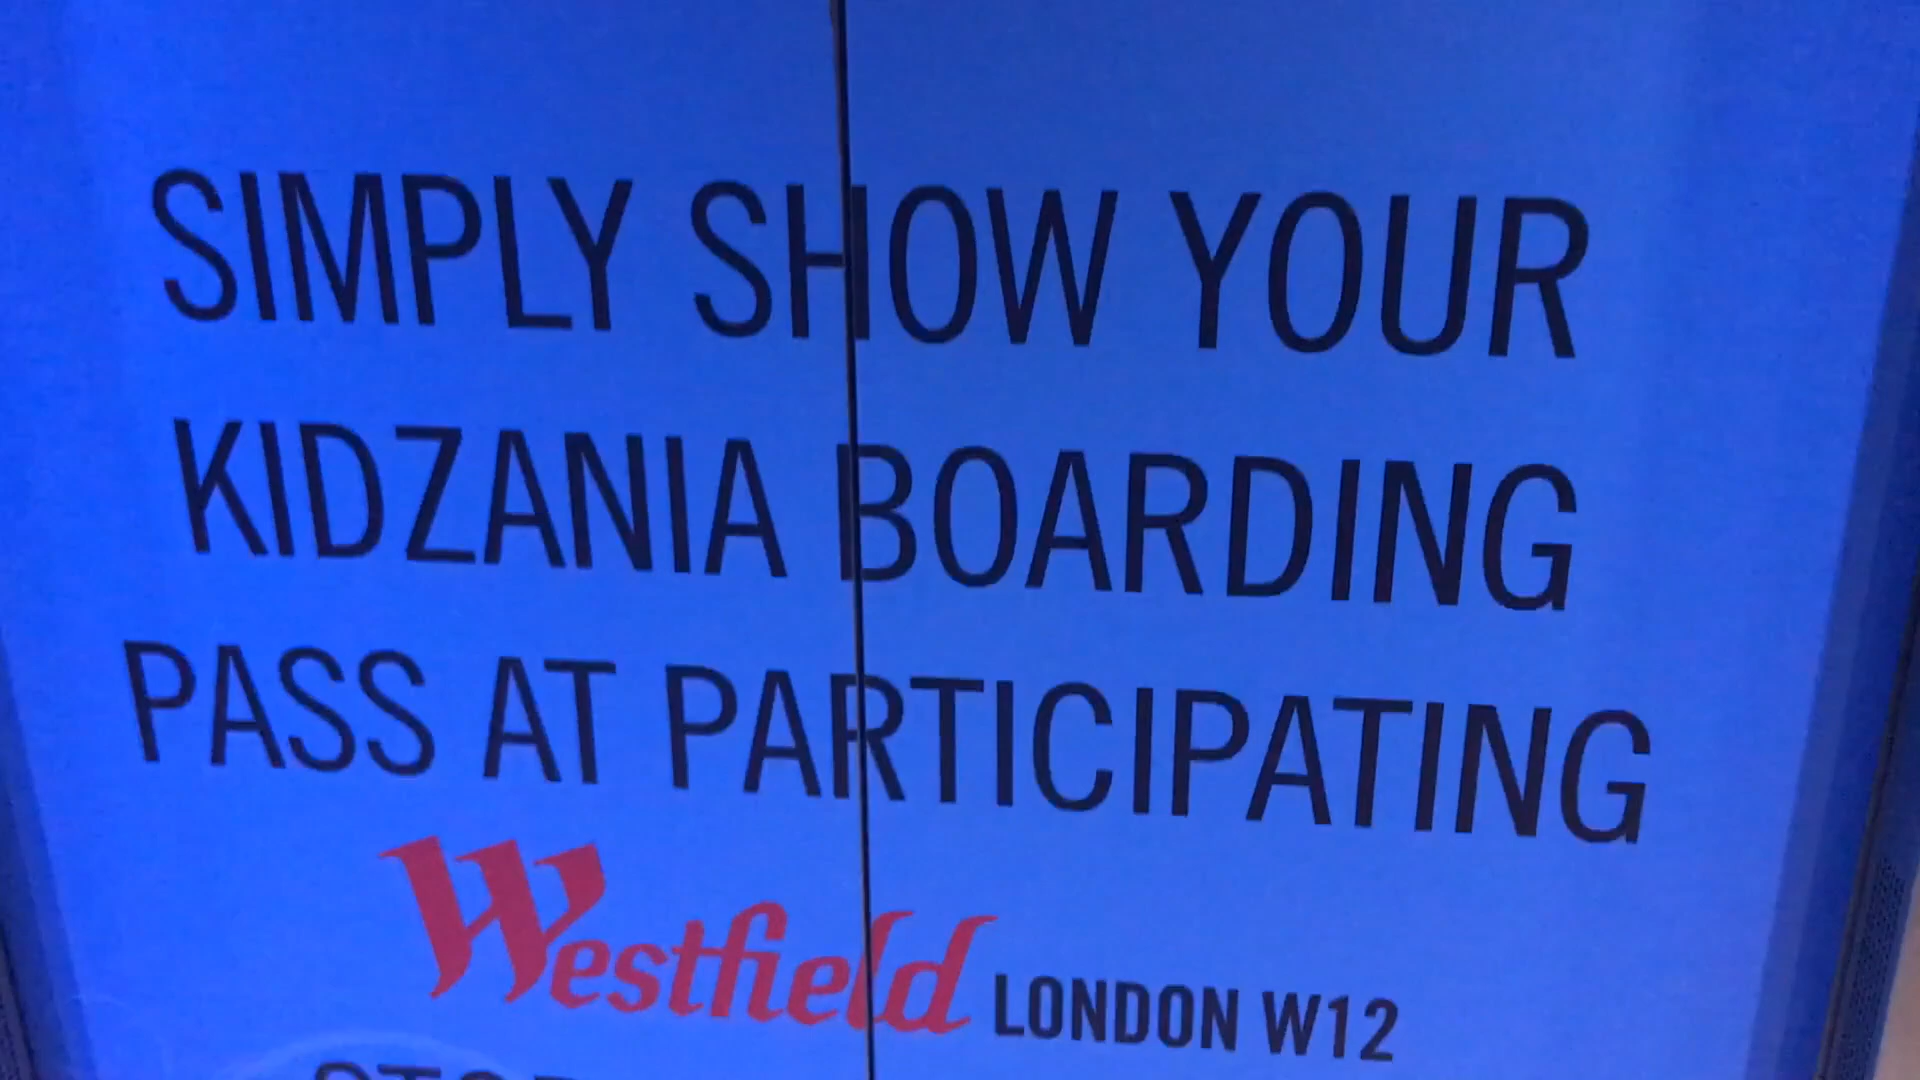 SIMPLY SHOW YOUR
KIDZANIA BOARDING
PASS AT PARTICIPATING
Westfield LONDON W12